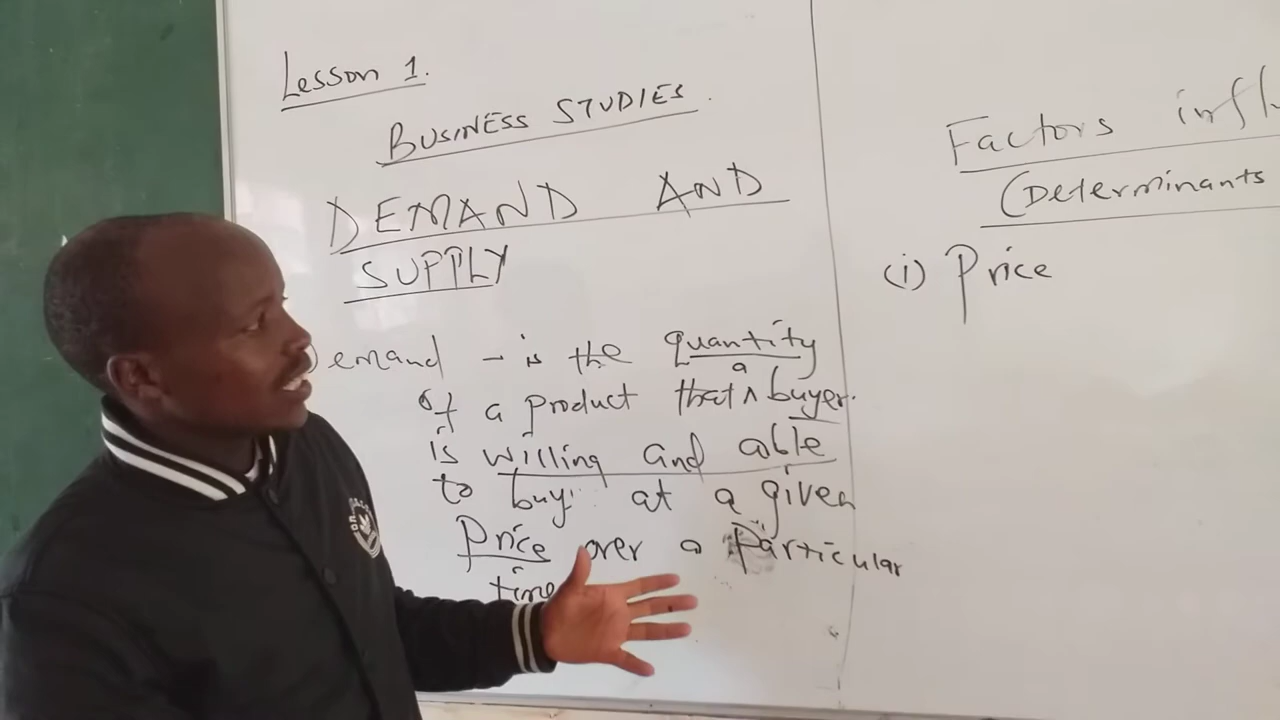 Lesson 1.
BUSINESS STUDIES.
DEMAND AND
SUPPLY
emand - is the quantity
of a product that ^a buyer.
is willing and able
to buy at a given
Price over a Particular
time
Factors infl
(Determinants
(i) Price